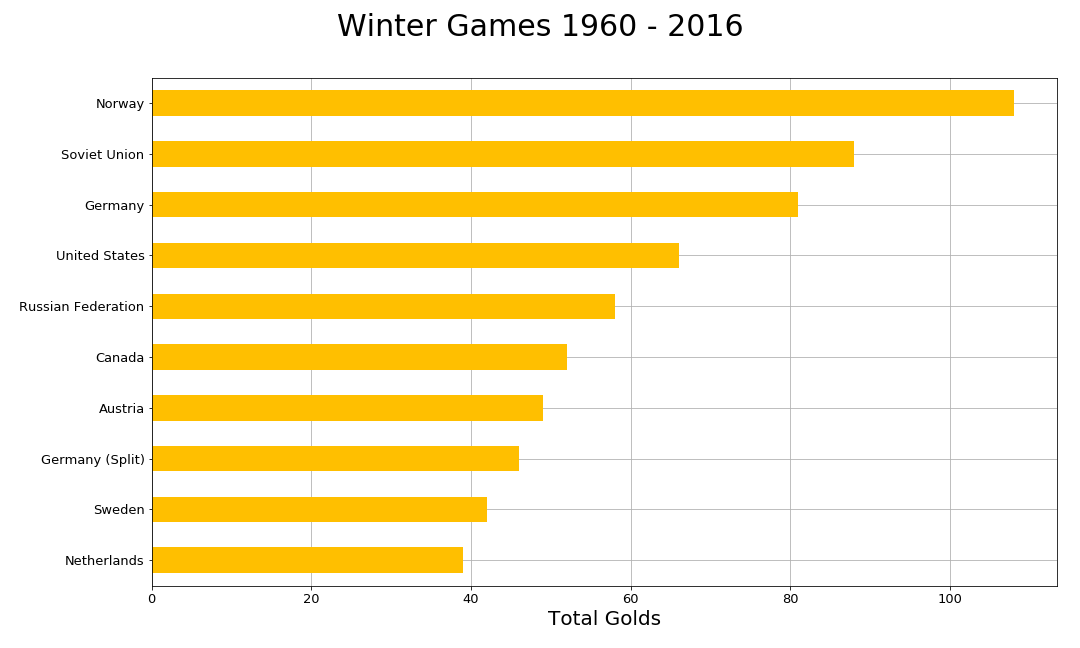 Winter Games 1960 - 2016
Norway
Soviet Union
Germany
United States
Russian Federation
Canada
Austria
Germany (Split)
Sweden
Netherlands
0 20 40 60 80 100
Total Golds